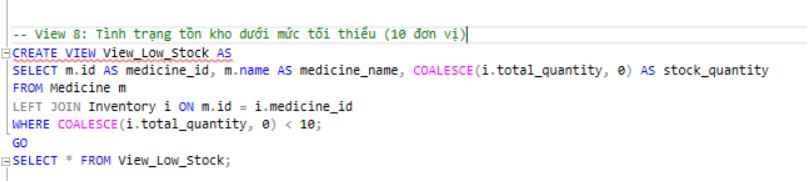 -- View 8: Tình trạng tồn kho dưới mức tối thiểu (10 đơn vị)
CREATE VIEW View_Low_Stock AS
SELECT m.id AS medicine_id, m.name AS medicine_name, COALESCE(i.total_quantity, 0) AS stock_quantity
FROM Medicine m
LEFT JOIN Inventory i ON m.id = i.medicine_id
WHERE COALESCE(i.total_quantity, 0) < 10;
GO
SELECT * FROM View_Low_Stock;